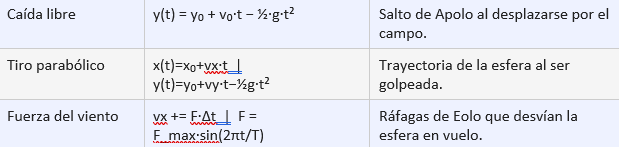 Caída libre
y(t) = y₀ + v₀·t − ½·g·t²
Salto de Apolo al desplazarse por el
campo.
Tiro parabólico
x(t)=x₀+vx·t |
y(t)=y₀+vy·t−½g·t²
Trayectoria de la esfera al ser
golpeada.
Fuerza del viento
vx += F·Δt | F =
F_max·sin(2πt/T)
Ráfagas de Eolo que desvían la
esfera en vuelo.